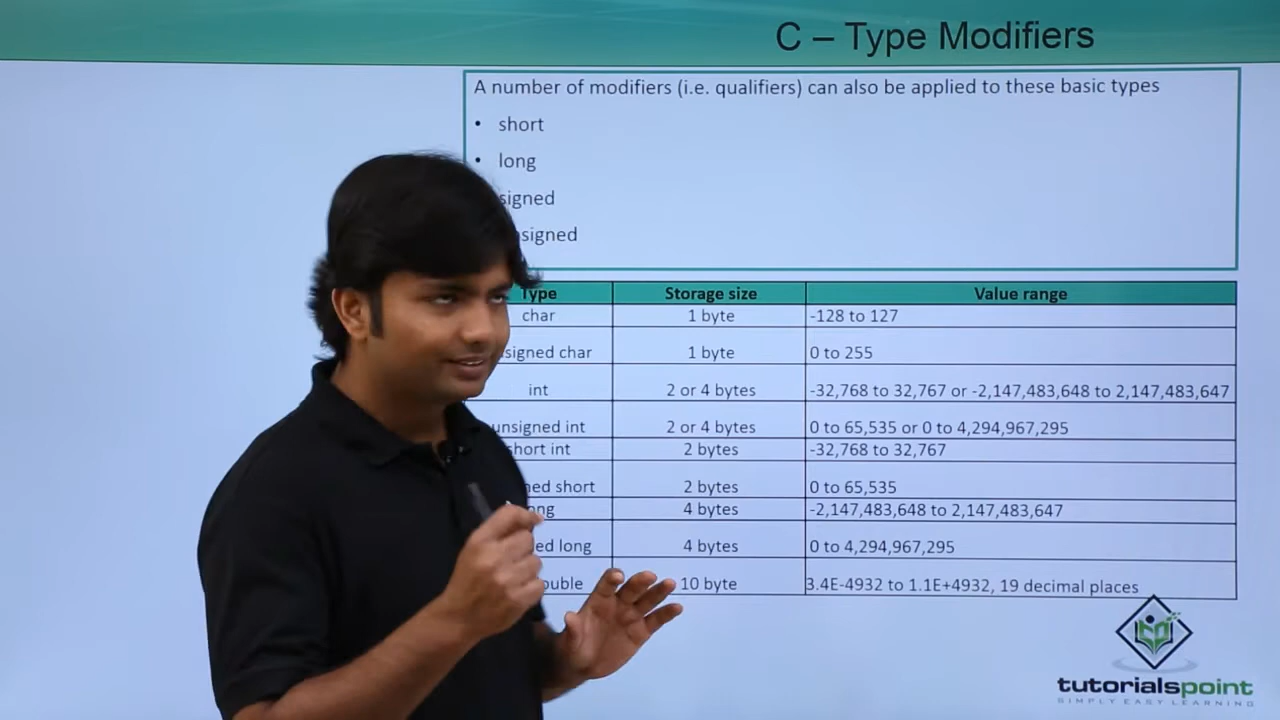 C – Type Modifiers
A number of modifiers (i.e. qualifiers) can also be applied to these basic types
• short
• long
signed
signed
Type Storage size Value range
char 1 byte -128 to 127
signed char 1 byte 0 to 255
int 2 or 4 bytes -32,768 to 32,767 or -2,147,483,648 to 2,147,483,647
unsigned int 2 or 4 bytes 0 to 65,535 or 0 to 4,294,967,295
short int 2 bytes -32,768 to 32,767
ned short 2 bytes 0 to 65,535
ong 4 bytes -2,147,483,648 to 2,147,483,647
ed long 4 bytes 0 to 4,294,967,295
ouble 10 byte 3.4E-4932 to 1.1E+4932, 19 decimal places
tutorialspoint
SIMPLY EASY LEARNING